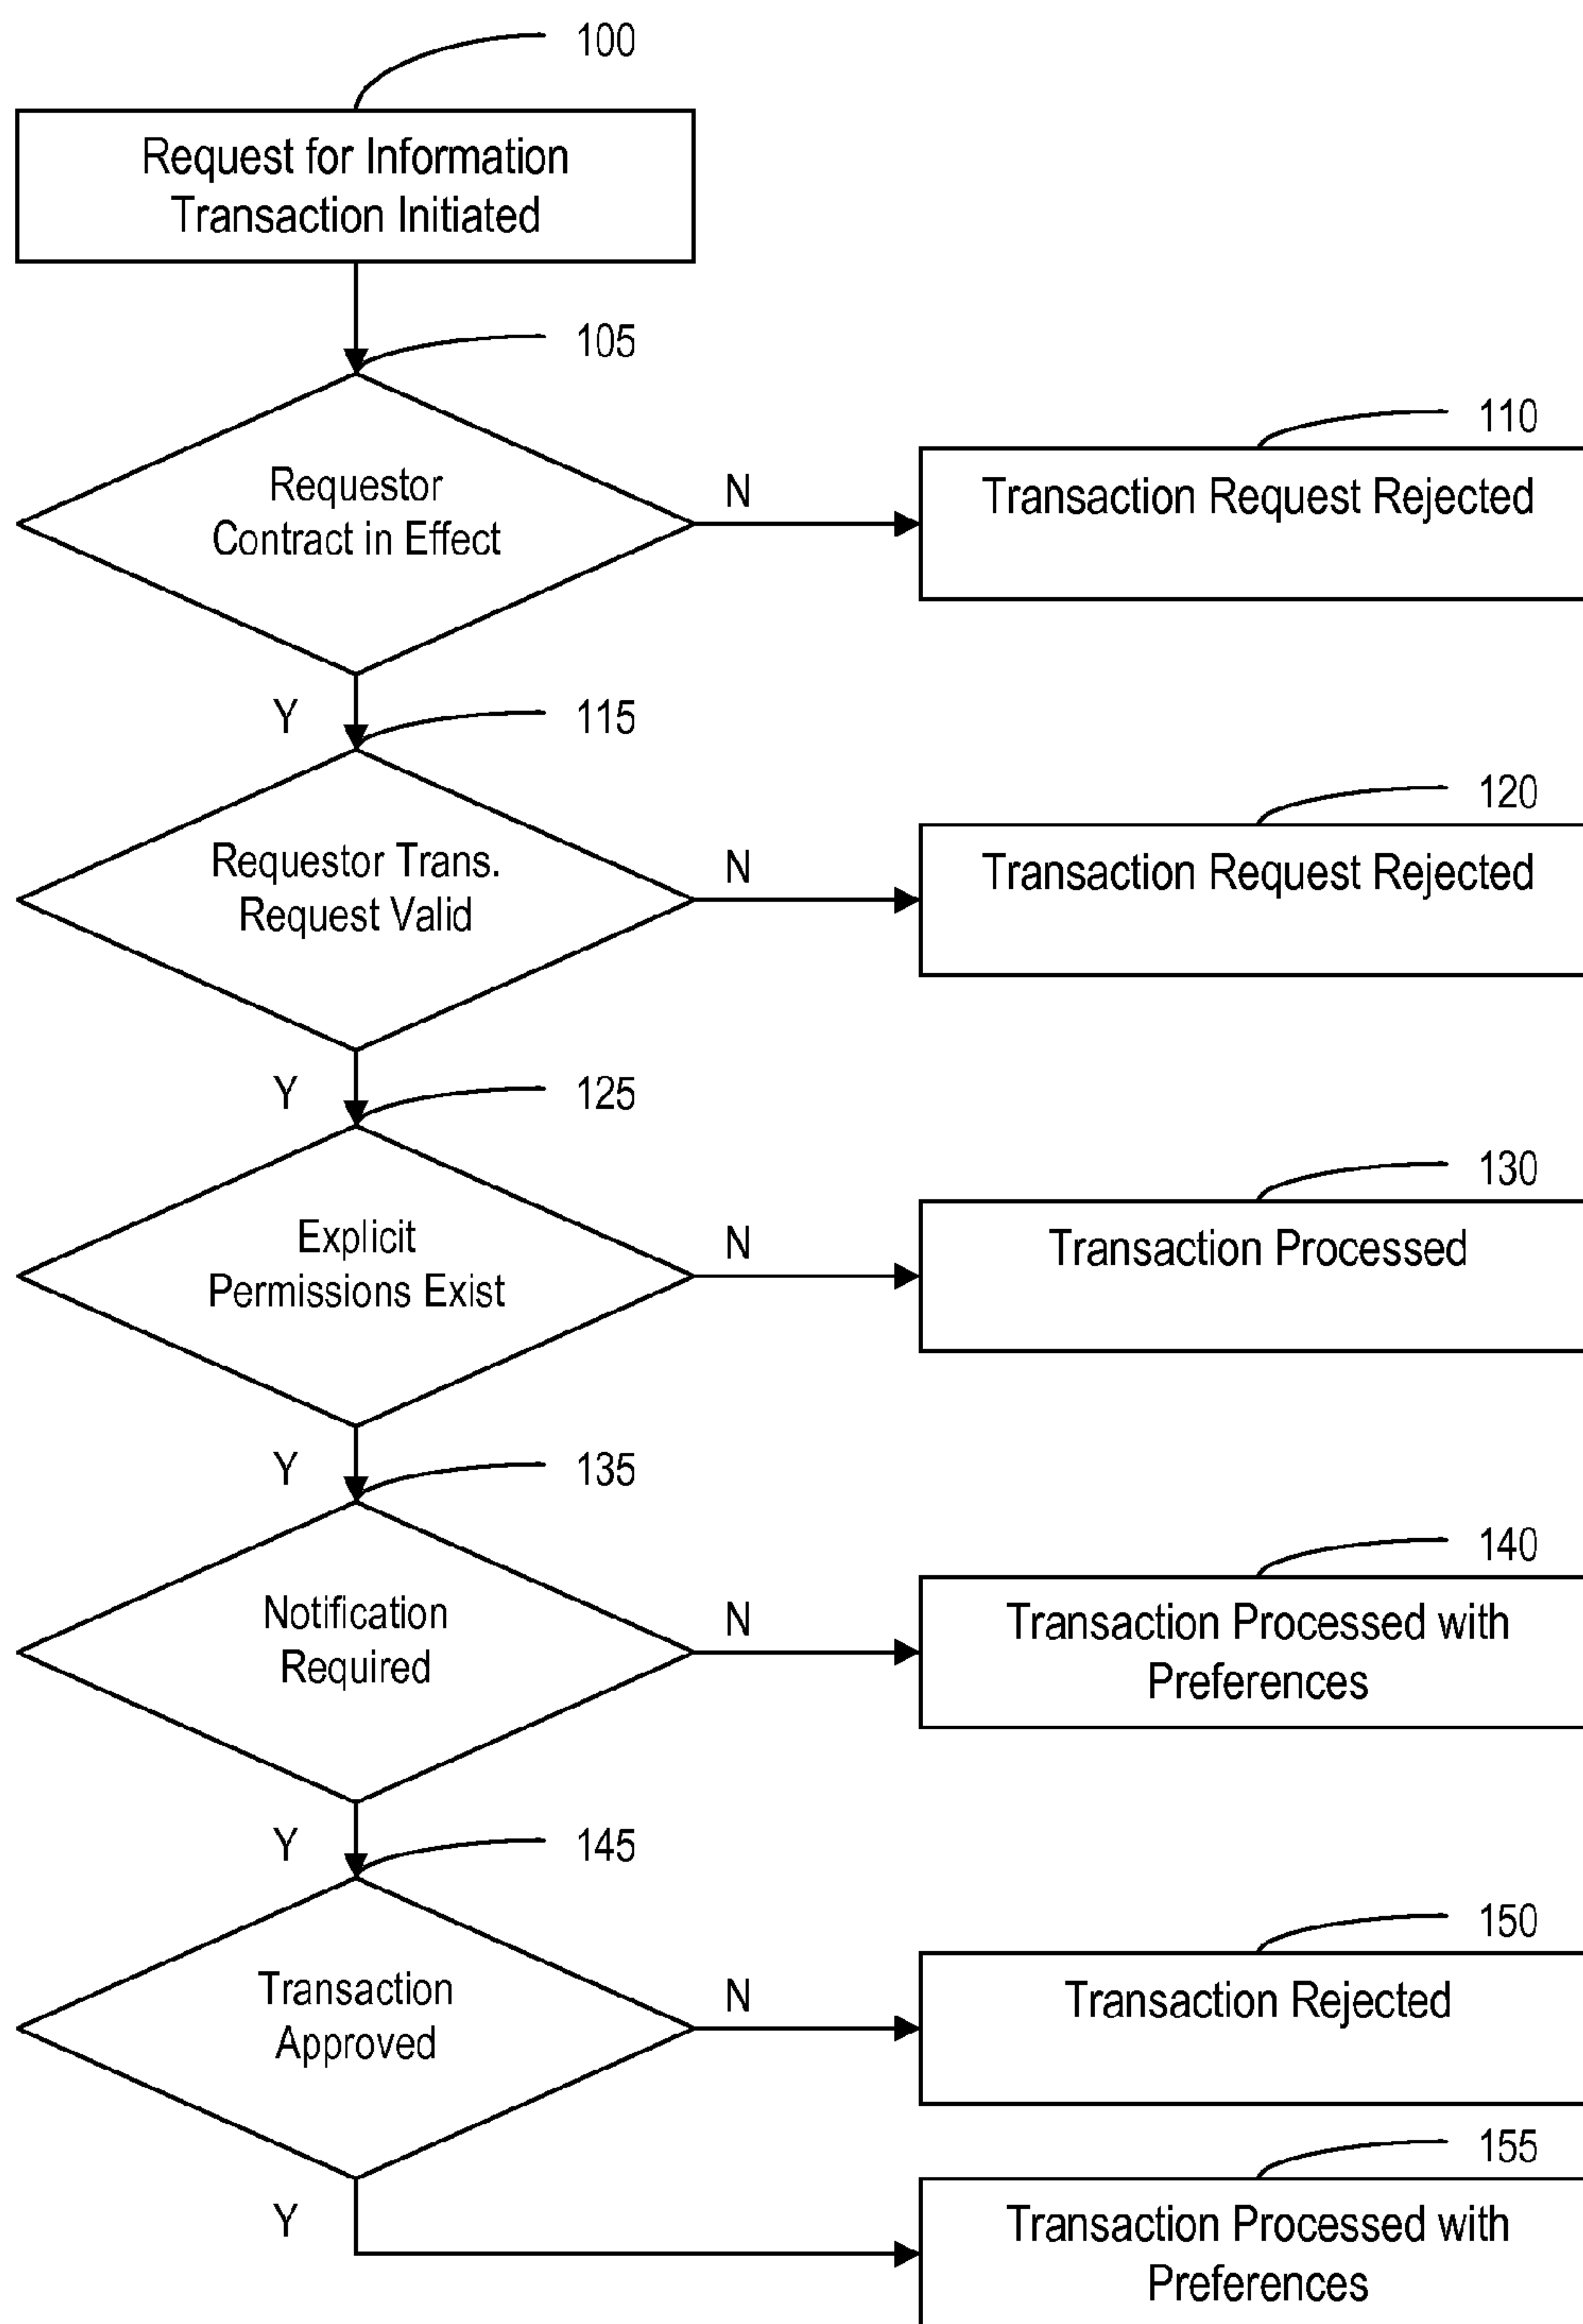 100
Request for Information
Transaction Initiated
105
Requestor
Contract in Effect
N
110
Transaction Request Rejected
Y
115
Requestor Trans.
Request Valid
N
120
Transaction Request Rejected
Y
125
Explicit
Permissions Exist
N
130
Transaction Processed
Y
135
Notification
Required
N
140
Transaction Processed with
Preferences
Y
145
Transaction
Approved
N
150
Transaction Rejected
Y
155
Transaction Processed with
Preferences